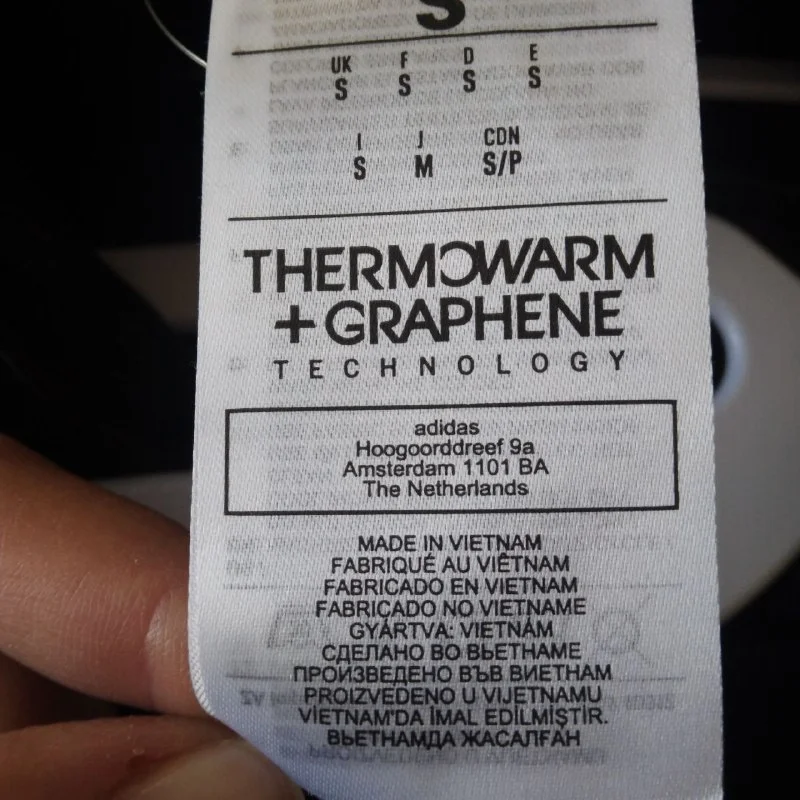 S
UK F D E
S S S S
I J CDN
S M S/P
THERMOWARM
+GRAPHENE
TECHNOLOGY
adidas
Hoogoorddreef 9a
Amsterdam 1101 BA
The Netherlands
MADE IN VIETNAM
FABRIQUÉ AU VIÊTNAM
FABRICADO EN VIETNAM
FABRICADO NO VIETNAME
GYÁRTVA: VIETNÁM
СДЕЛАНО ВО ВЬЕТНАМЕ
ПРОИЗВЕДЕНО ВЪВ ВИЕТНАМ
PROIZVEDENO U VIJETNAMU
VİETNAM'DA İMAL EDİLMİŞTİR.
ВЬЕТНАМДА ЖАСАЛҒАН